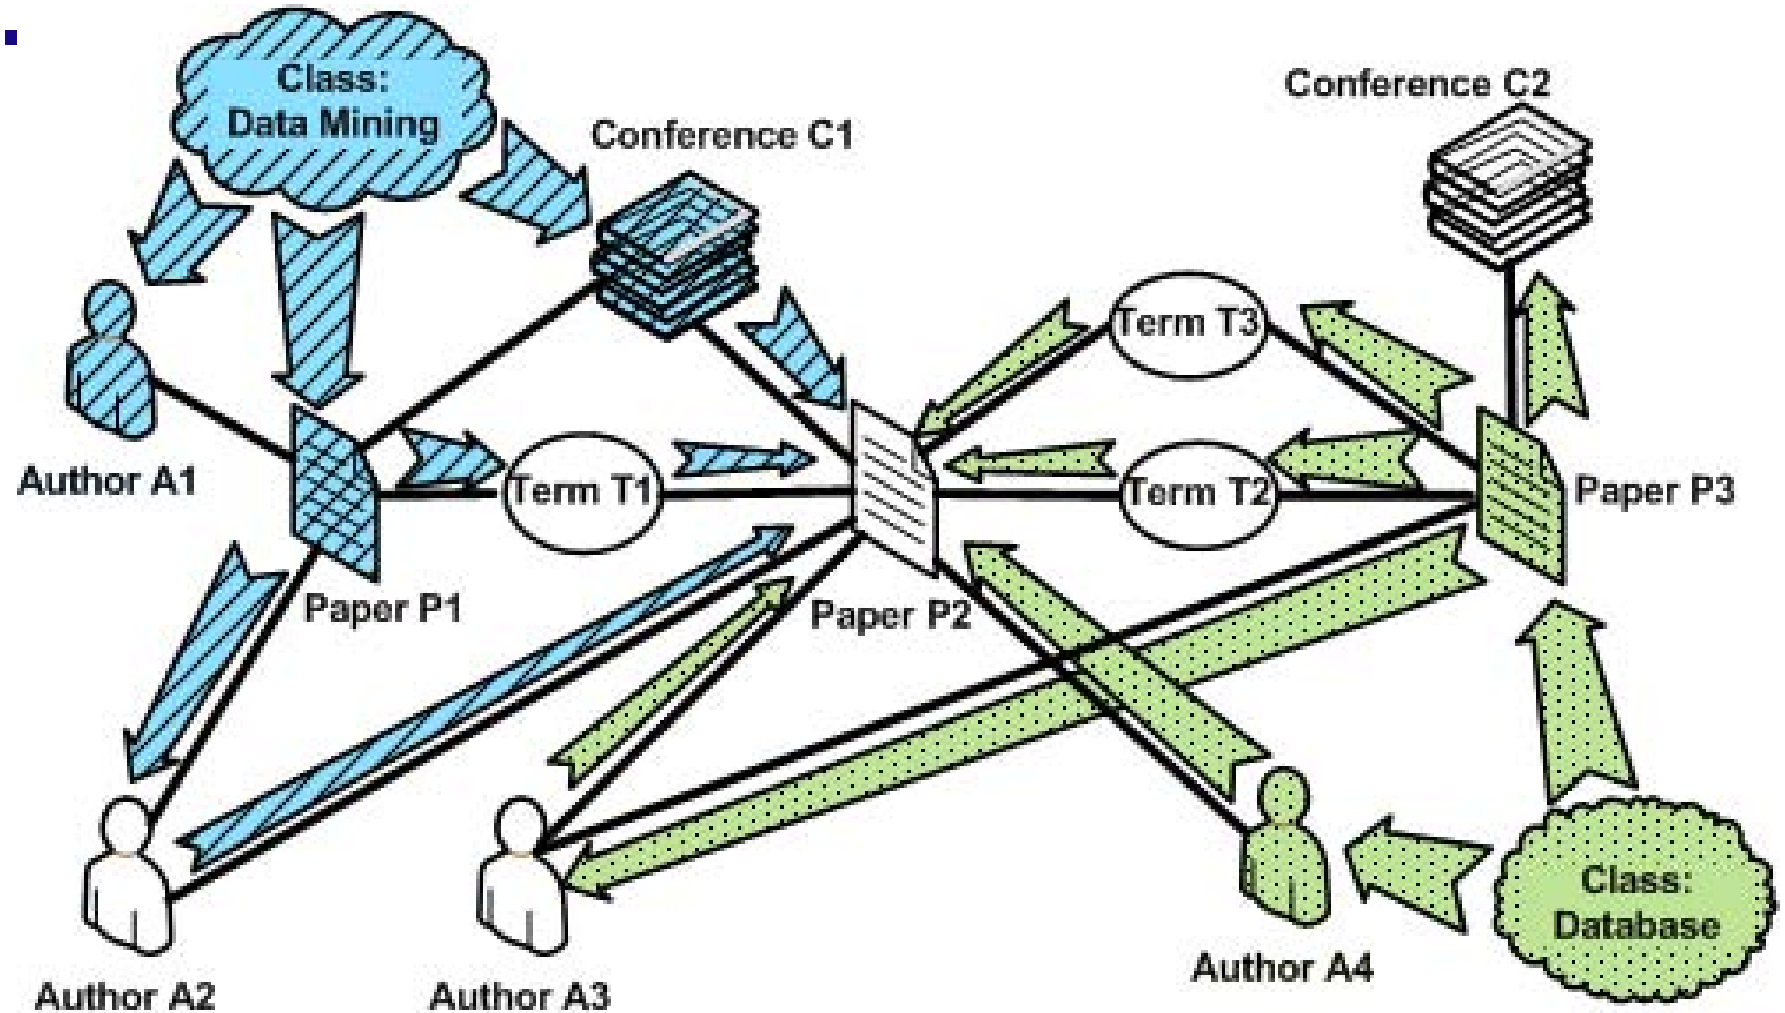 Class:
Data Mining
Conference C1
Conference C2
Term T3
Author A1
Term T1
Term T2
Paper P3
Paper P1
Paper P2
Class:
Database
Author A4
Author A2
Author A3